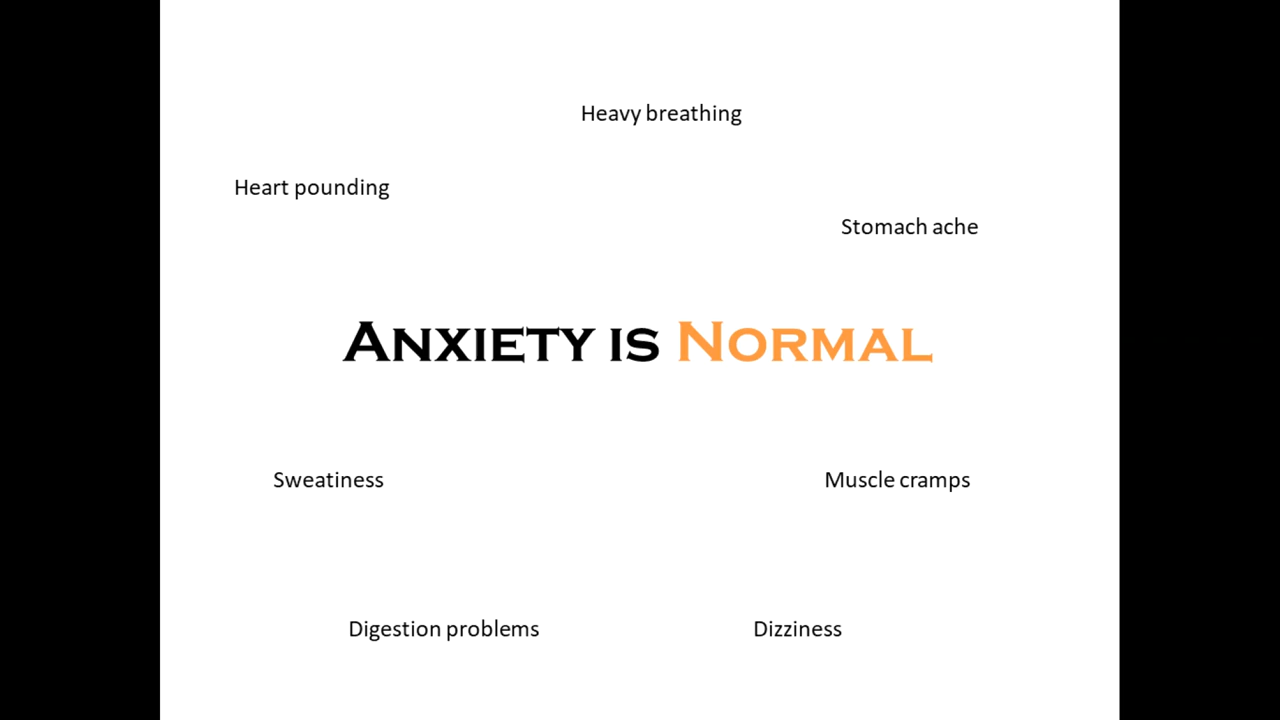 Heavy breathing
Heart pounding
Stomach ache
ANXIETY IS NORMAL
Sweatiness
Muscle cramps
Digestion problems
Dizziness